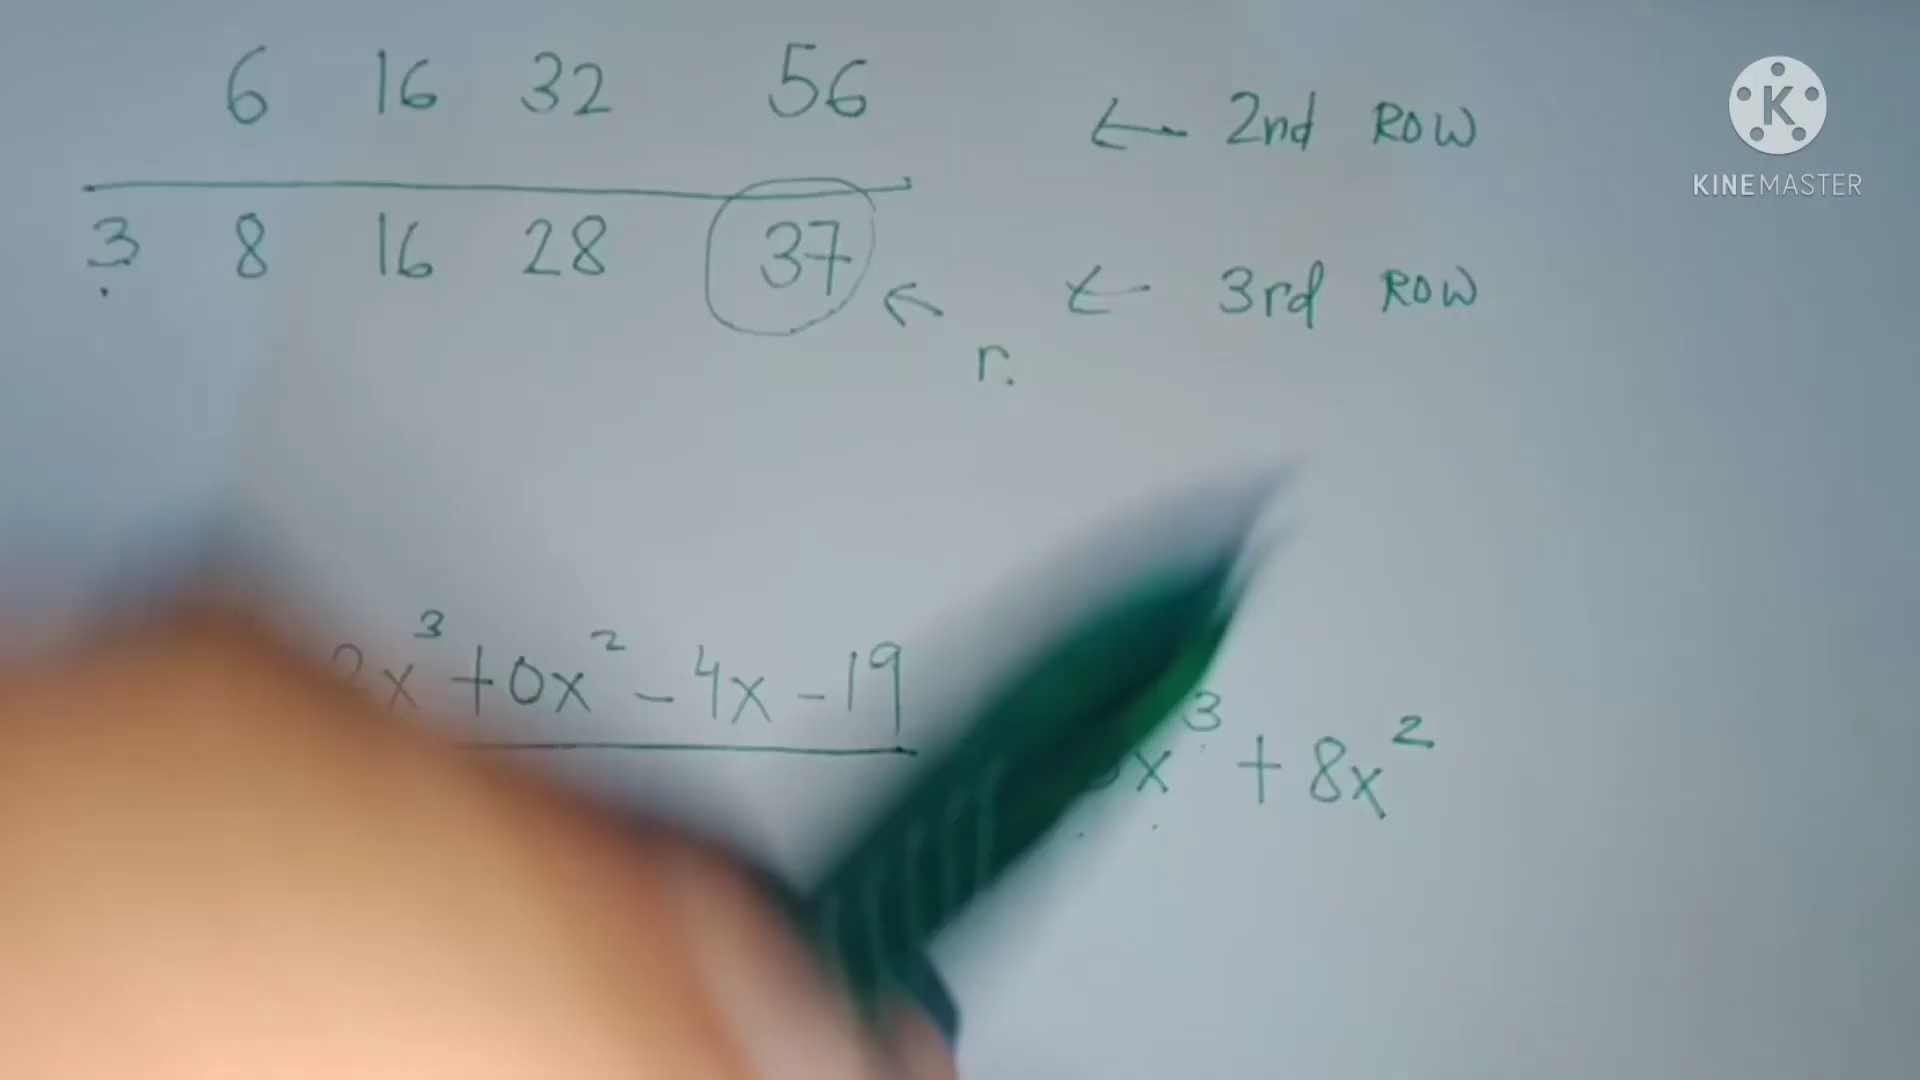 6 16 32 56 ← 2nd ROW
KINEMASTER
3 8 16 28 37 ← ← 3rd ROW
r.
2x³ + 0x² - 4x - 19
x³ + 8x²